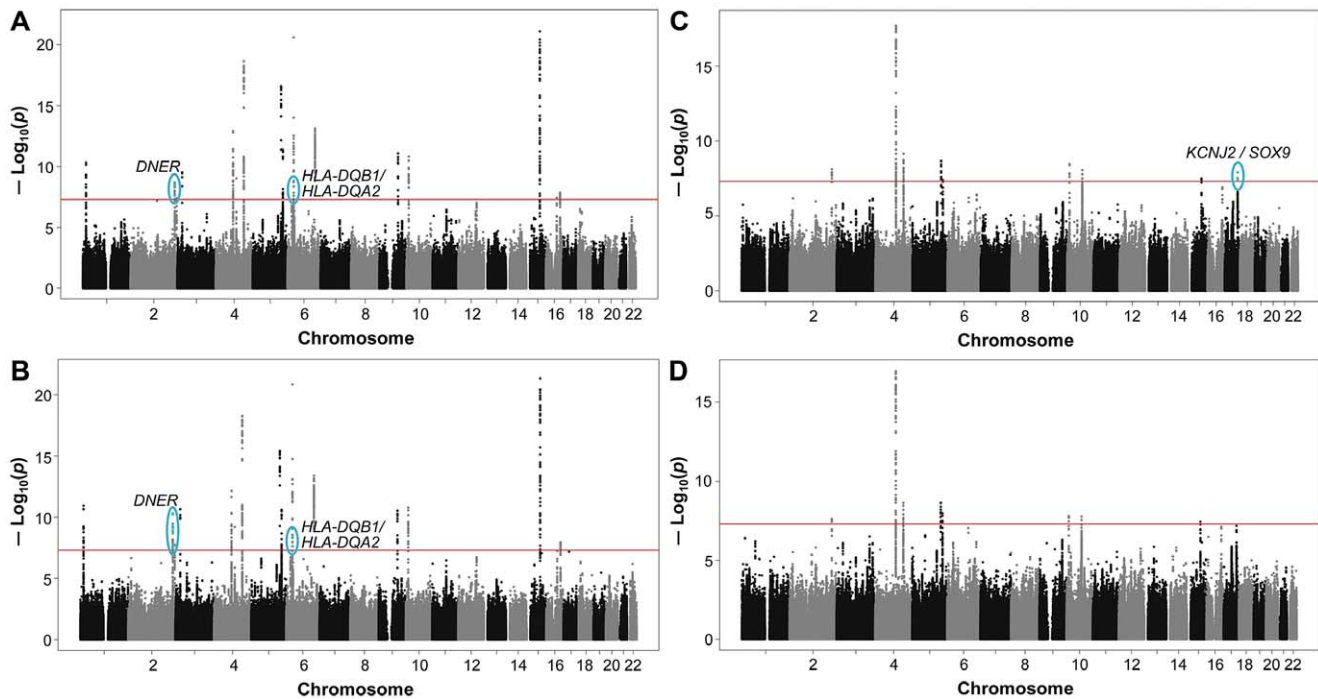 A
— Log10(p)
20
15
10
5
0
DNER
HLA-DQB1/
HLA-DQA2
2 4 6 8 10 12 14 16 18 20 22
Chromosome
C
— Log10(p)
15
10
5
0
KCNJ2 / SOX9
2 4 6 8 10 12 14 16 18 20 22
Chromosome
B
— Log10(p)
20
15
10
5
0
DNER
HLA-DQB1/
HLA-DQA2
2 4 6 8 10 12 14 16 18 20 22
Chromosome
D
— Log10(p)
15
10
5
0
2 4 6 8 10 12 14 16 18 20 22
Chromosome